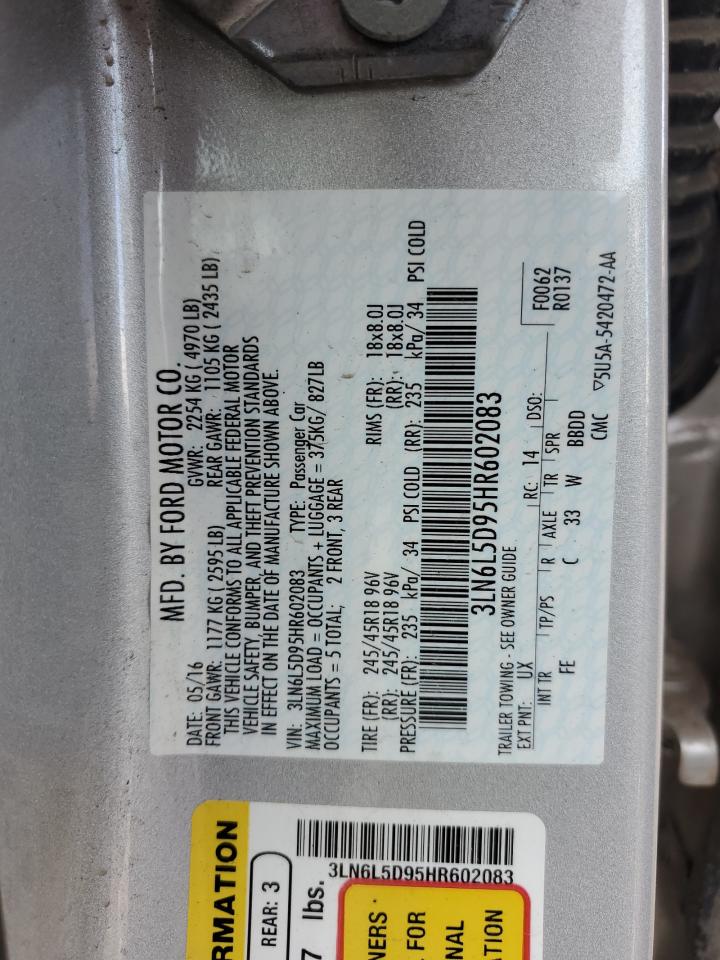 MFD. BY FORD MOTOR CO.
DATE: 05/16 GVWR: 2254 KG ( 4970 LB)
FRONT GAWR: 1177 KG ( 2595 LB) REAR GAWR: 1105 KG ( 2435 LB)
THIS VEHICLE CONFORMS TO ALL APPLICABLE FEDERAL MOTOR
VEHICLE SAFETY, BUMPER, AND THEFT PREVENTION STANDARDS
IN EFFECT ON THE DATE OF MANUFACTURE SHOWN ABOVE.
VIN: 3LN6L5D95HR602083 TYPE: Passenger Car
MAXIMUM LOAD = OCCUPANTS + LUGGAGE = 375KG/ 827LB
OCCUPANTS = 5 TOTAL; 2 FRONT, 3 REAR
TIRE (FR): 245/45R18 96V RIMS (FR): 18x8.0J
(RR): 245/45R18 96V (RR): 18x8.0J
PRESSURE (FR): 235 kPa/ 34 PSI COLD (RR): 235 kPa/ 34 PSI COLD
3LN6L5D95HR602083
TRAILER TOWING - SEE OWNER GUIDE
EXT PNT: UX RC: 14 DSO: F0062
INT TR TP/PS R AXLE TR SPR R0137
FE C 33 W BBDD
CMC ▽5U5A-5420472-AA
RMATION
REAR: 3
7 lbs.
3LN6L5D95HR602083
NERS
FOR
NAL
ATION